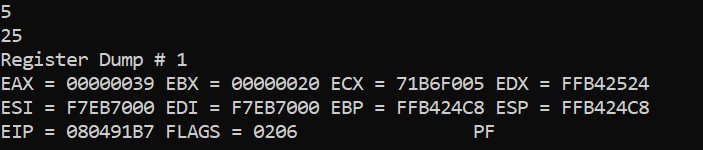 5
25
Register Dump # 1
EAX = 00000039 EBX = 00000020 ECX = 71B6F005 EDX = FFB42524
ESI = F7EB7000 EDI = F7EB7000 EBP = FFB424C8 ESP = FFB424C8
EIP = 080491B7 FLAGS = 0206 PF